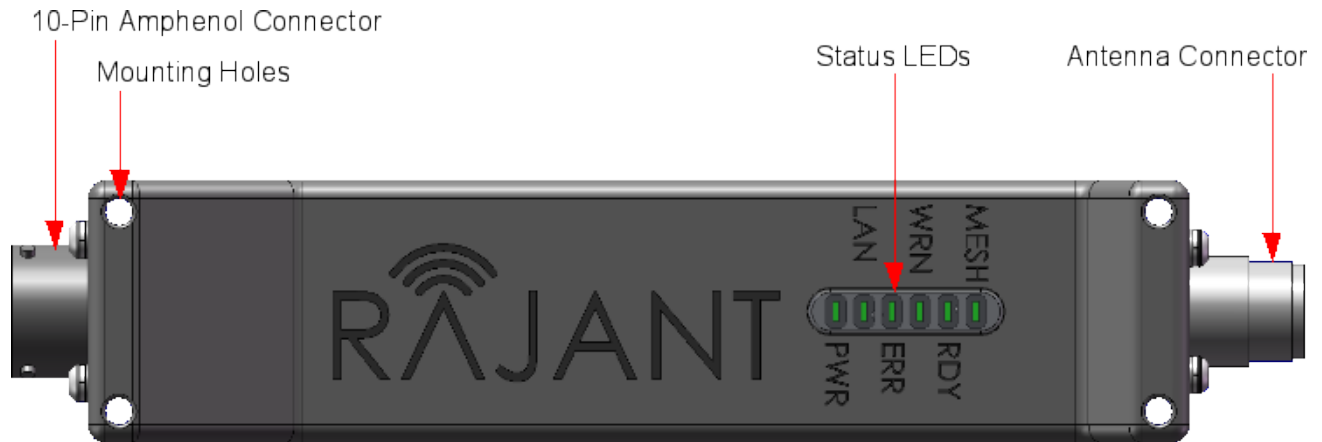 10-Pin Amphenol Connector
Mounting Holes
Status LEDs
Antenna Connector
LAN
WRN
MESH
RAJANT
PWR
ERR
RDY